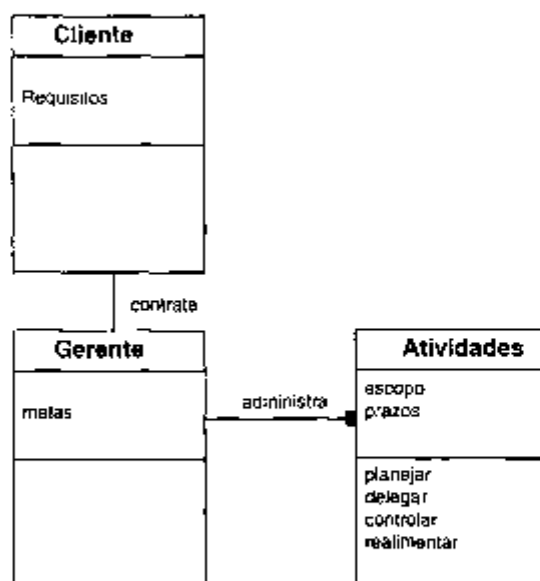 Cliente
Requisitos
contrata
Gerente
metas
administra
Atividades
escopo
prazos
planejar
delegar
controlar
realimentar